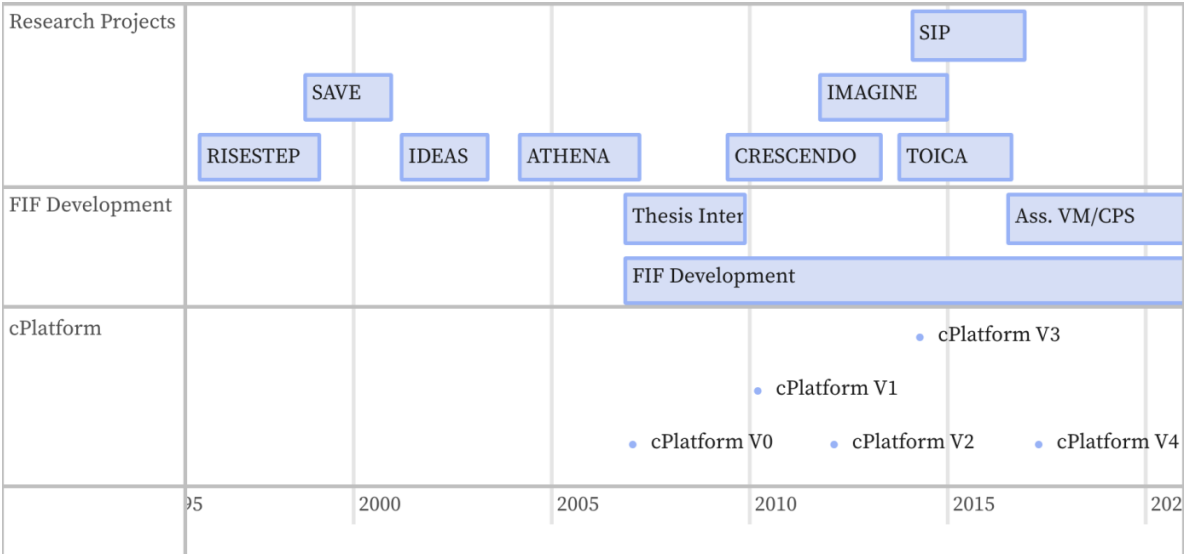 Research Projects
SIP
SAVE
IMAGINE
RISESTEP
IDEAS
ATHENA
CRESCENDO
TOICA
FIF Development
Thesis Inter
Ass. VM/CPS
FIF Development
cPlatform
cPlatform V3
cPlatform V1
cPlatform V0
cPlatform V2
cPlatform V4
95
2000
2005
2010
2015
202